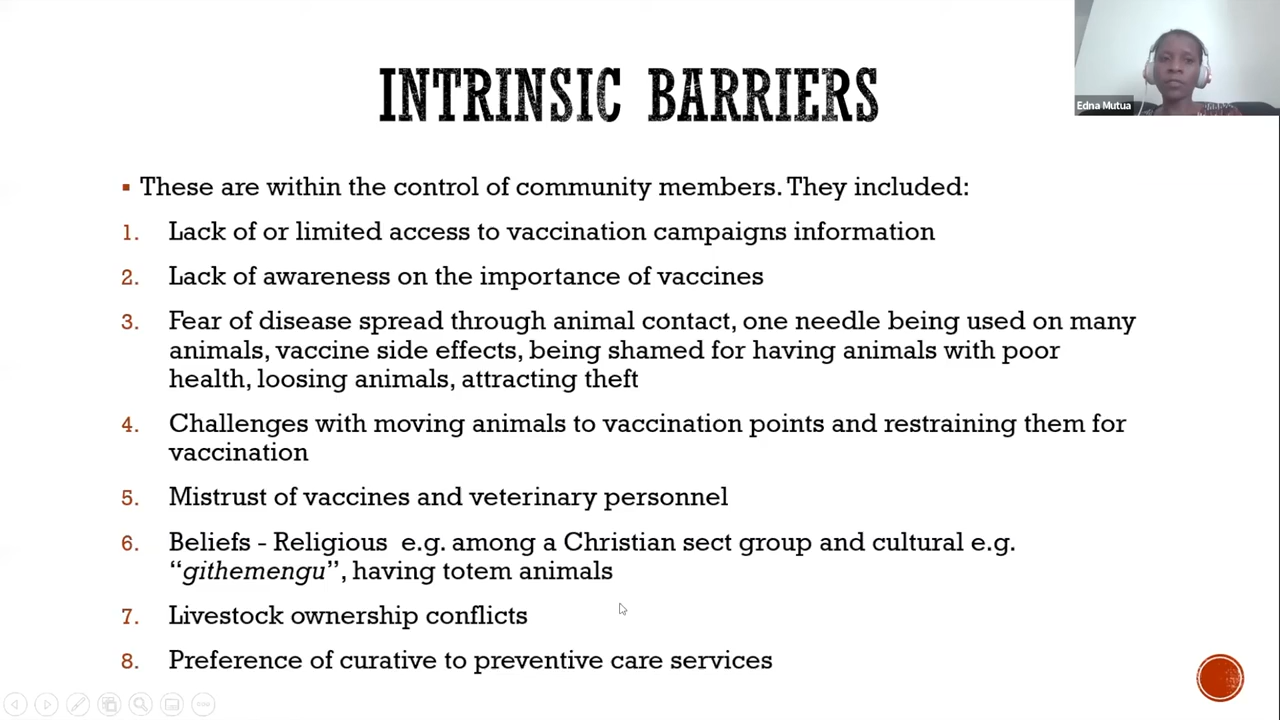 INTRINSIC BARRIERS
Edna Mutua
▪ These are within the control of community members. They included:
1. Lack of or limited access to vaccination campaigns information
2. Lack of awareness on the importance of vaccines
3. Fear of disease spread through animal contact, one needle being used on many
animals, vaccine side effects, being shamed for having animals with poor
health, loosing animals, attracting theft
4. Challenges with moving animals to vaccination points and restraining them for
vaccination
5. Mistrust of vaccines and veterinary personnel
6. Beliefs - Religious e.g. among a Christian sect group and cultural e.g.
“githemengu”, having totem animals
7. Livestock ownership conflicts
8. Preference of curative to preventive care services